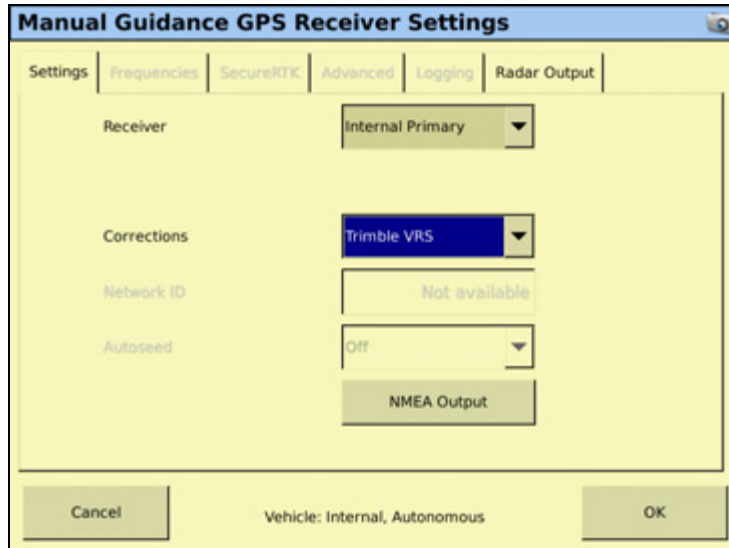 Manual Guidance GPS Receiver Settings
Settings Frequencies SecureRTK Advanced Logging Radar Output
Receiver Internal Primary
Corrections Trimble VRS
Network ID Not available
Autoseed Off
NMEA Output
Cancel Vehicle: Internal, Autonomous OK